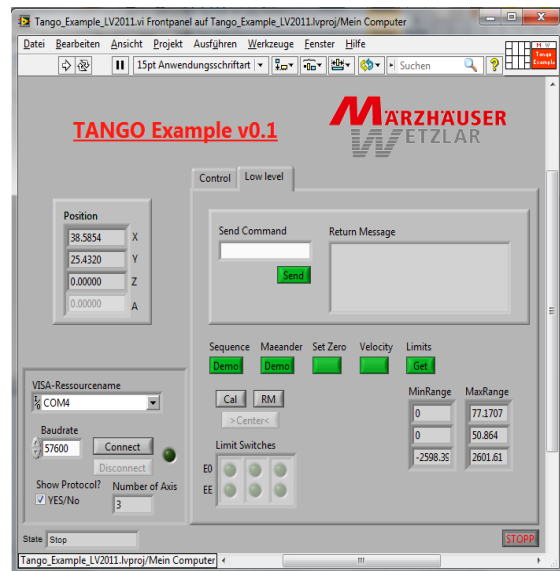 Tango_Example_LV2011.vi Frontpanel auf Tango_Example_LV2011.lvproj/Mein Computer
Datei Bearbeiten Ansicht Projekt Ausführen Werkzeuge Fenster Hilfe
15pt Anwendungsschriftart Suchen
M W
Tango
Example
TANGO Example v0.1
MÄRZHÄUSER
WETZLAR
Control Low level
Position
38.5854 X
25.4320 Y
0.00000 Z
0.00000 A
Send Command Return Message
Send
Sequence Maeander Set Zero Velocity Limits
Demo Demo Get
Cal RM
>Center<
MinRange MaxRange
0 77.1707
0 50.864
-2598.39 2601.61
Limit Switches
E0
EE
VISA-Ressourcename
COM4
Baudrate
57600 Connect
Disconnect
Show Protocol? Number of Axis
YES/No 3
State Stop STOPP
Tango_Example_LV2011.lvproj/Mein Computer